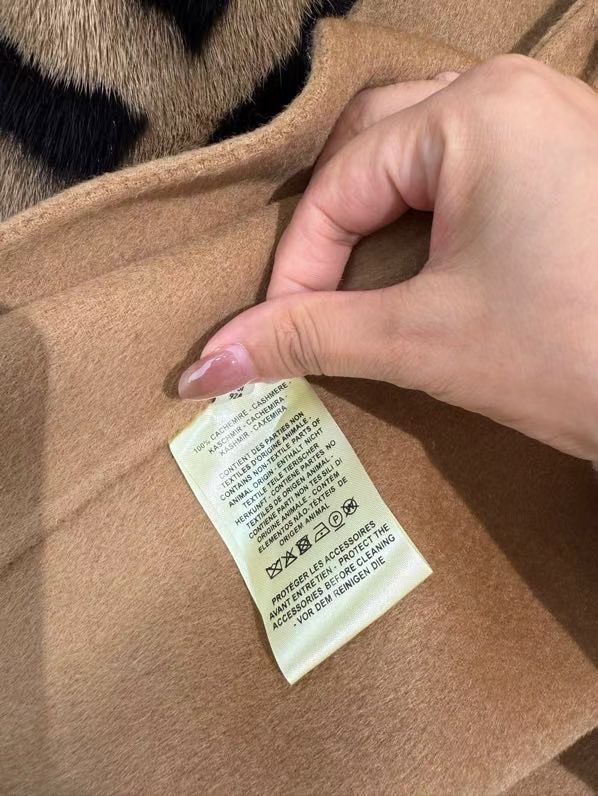 100% CACHEMIRE - CASHMERE -
KASCHMIR - CACHEMIRA -
KASHMIR - CAXEMIRA
CONTIENT DES PARTIES NON
TEXTILES D'ORIGINE ANIMALE -
CONTAINS NON-TEXTILE PARTS OF
ANIMAL ORIGIN - ENTHÄLT NICHT
TEXTILE TEILE TIERISCHER
HERKUNFT - CONTIENE PARTES NO
TEXTILES DE ORIGEN ANIMAL -
CONTIENE PARTI NON TESSILI DI
ORIGINE ANIMALE - CONTÉM
ELEMENTOS NÃO-TEXTEIS DE
ORIGEM ANIMAL
PROTÉGER LES ACCESSOIRES
AVANT ENTRETIEN - PROTECT THE
ACCESSORIES BEFORE CLEANING
- VOR DEM REINIGEN DIE